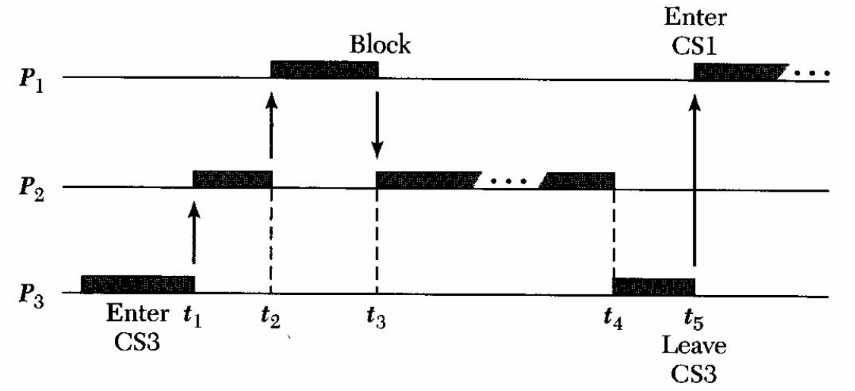 Enter
CS1
Block
P1
P2
P3
Enter
CS3
t1
t2
t3
t4
t5
Leave
CS3